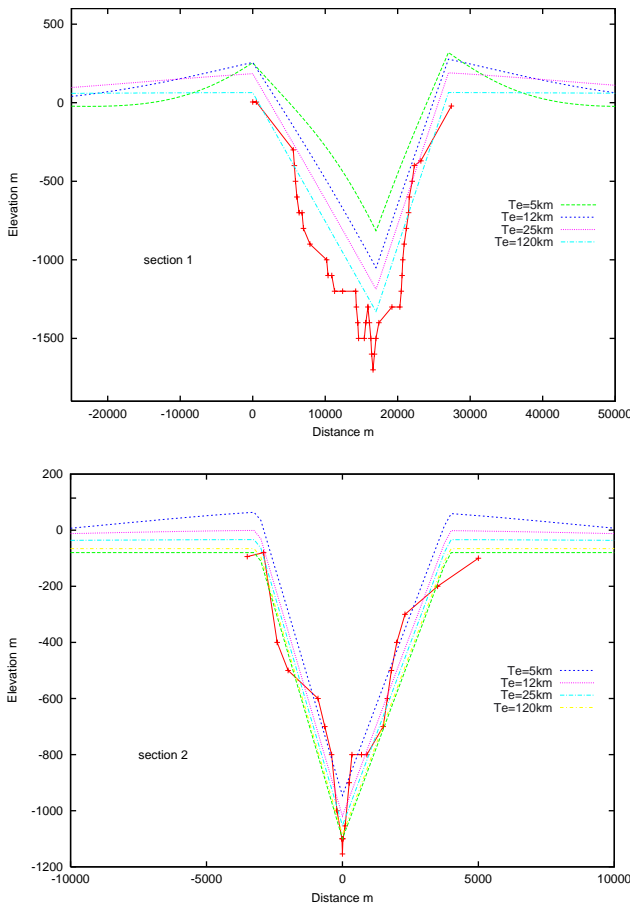 500
0
-500
-1000
-1500
Elevation m
section 1
Te=5km
Te=12km
Te=25km
Te=120km
-20000 -10000 0 10000 20000 30000 40000 50000
Distance m
200
0
-200
-400
-600
-800
-1000
-1200
Elevation m
section 2
Te=5km
Te=12km
Te=25km
Te=120km
-10000 -5000 0 5000 10000
Distance m